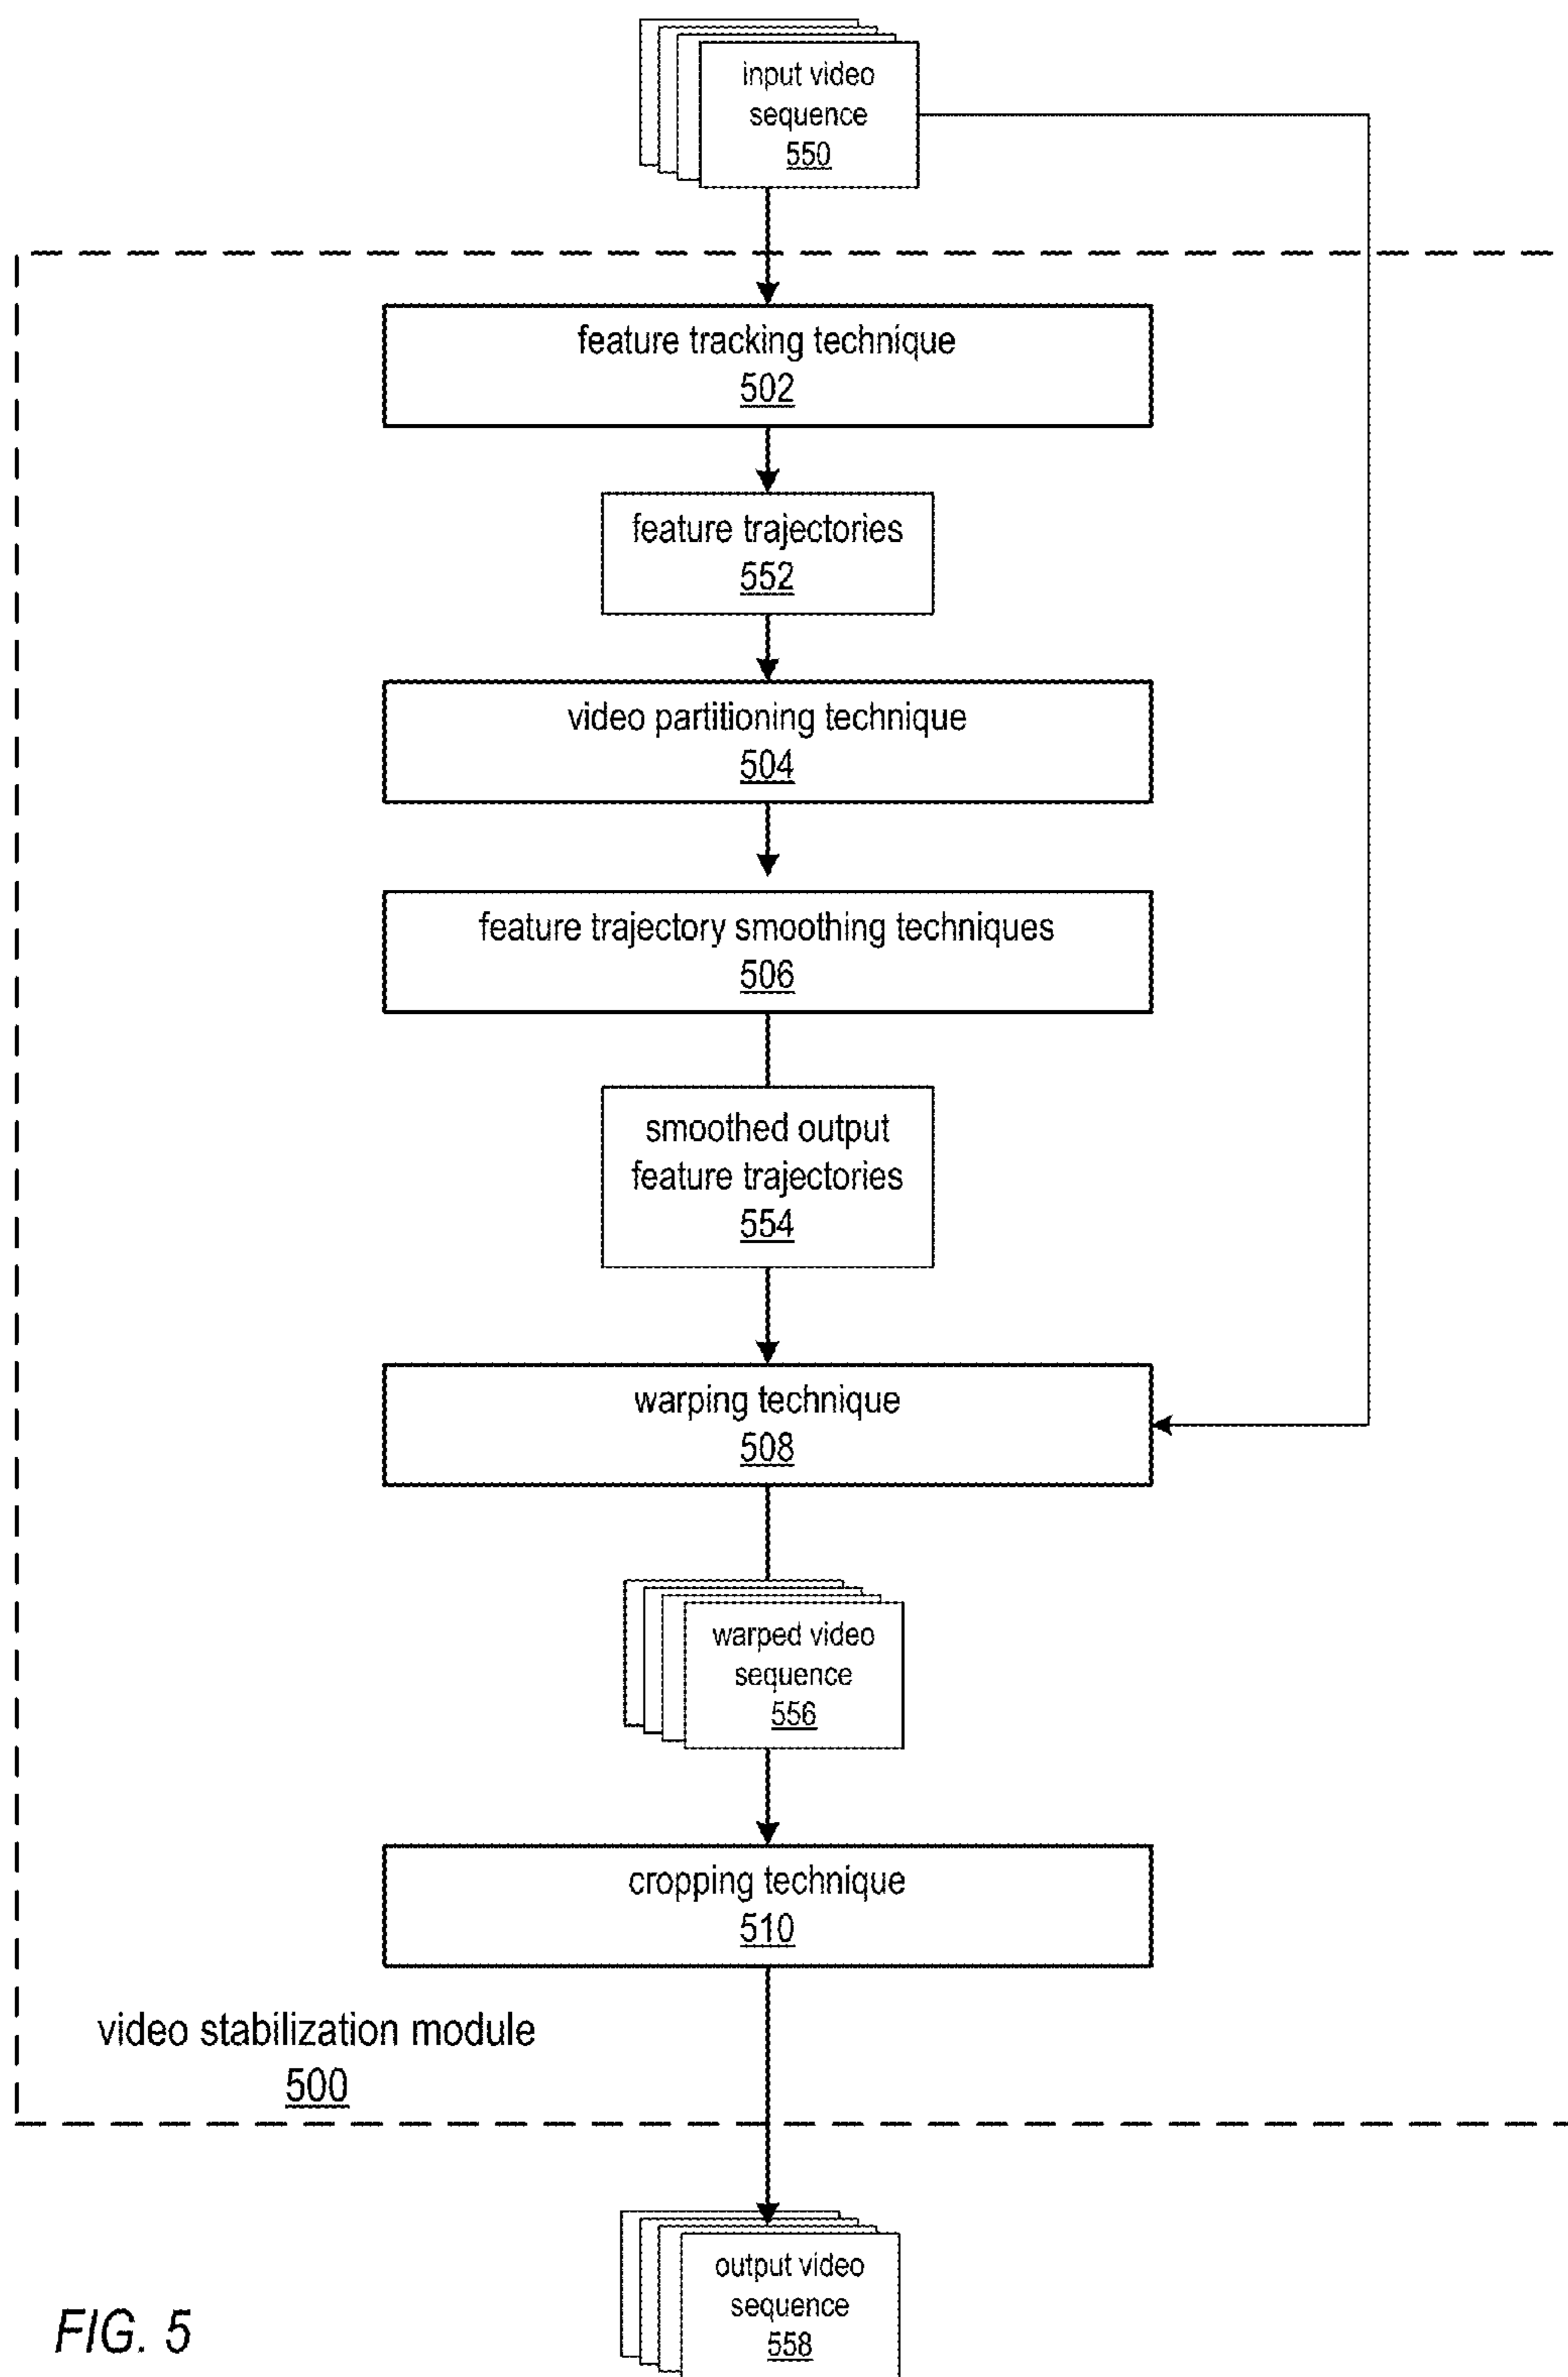 input video
sequence
550
feature tracking technique
502
feature trajectories
552
video partitioning technique
504
feature trajectory smoothing techniques
506
smoothed output
feature trajectories
554
warping technique
508
warped video
sequence
556
cropping technique
510
video stabilization module
500
output video
sequence
558
FIG. 5